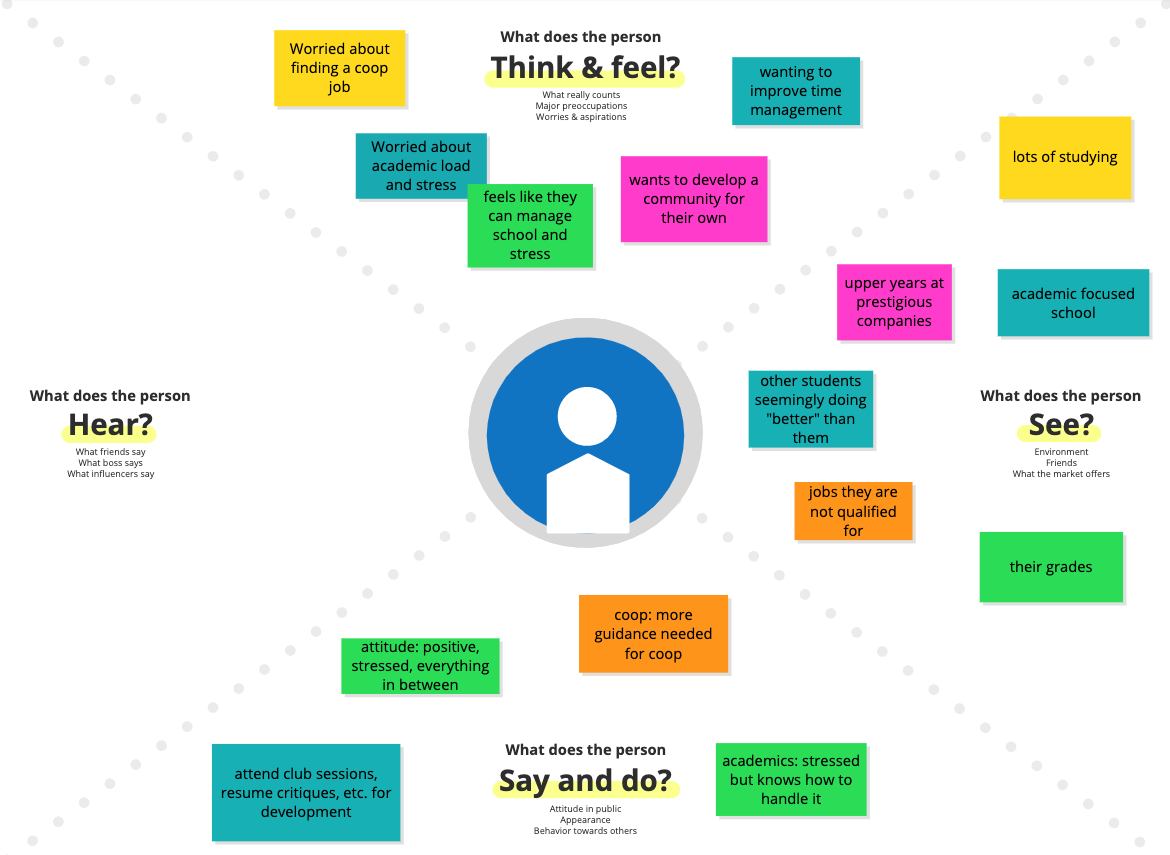 What does the person
Think & feel?
What really counts
Major preoccupations
Worries & aspirations
Worried about
finding a coop
job
wanting to
improve time
management
Worried about
academic load
and stress
feels like they
can manage
school and
stress
wants to develop a
community for
their own
lots of studying
upper years at
prestigious
companies
academic focused
school
other students
seemingly doing
"better" than
them
What does the person
Hear?
What friends say
What boss says
What influencers say
What does the person
See?
Environment
Friends
What the market offers
jobs they are
not qualified
for
their grades
coop: more
guidance needed
for coop
attitude: positive,
stressed, everything
in between
attend club sessions,
resume critiques, etc. for
development
What does the person
Say and do?
Attitude in public
Appearance
Behavior towards others
academics: stressed
but knows how to
handle it